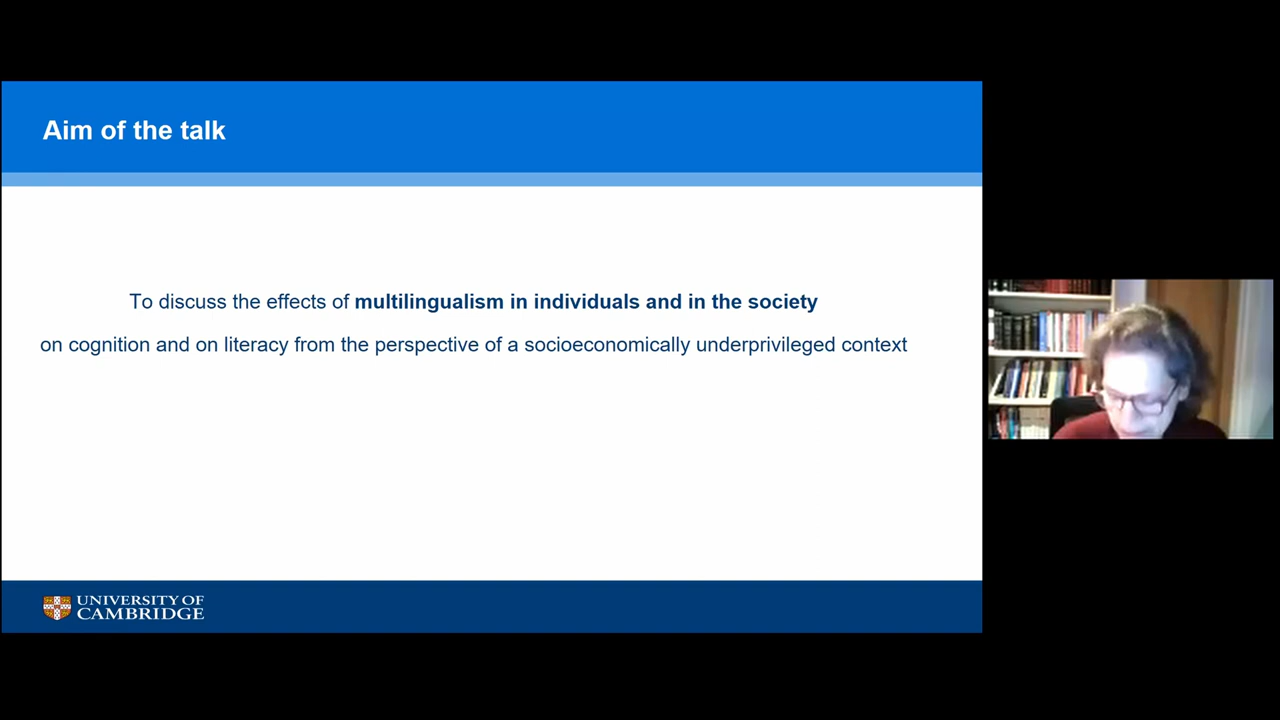 Aim of the talk
To discuss the effects of multilingualism in individuals and in the society
on cognition and on literacy from the perspective of a socioeconomically underprivileged context
UNIVERSITY OF
CAMBRIDGE